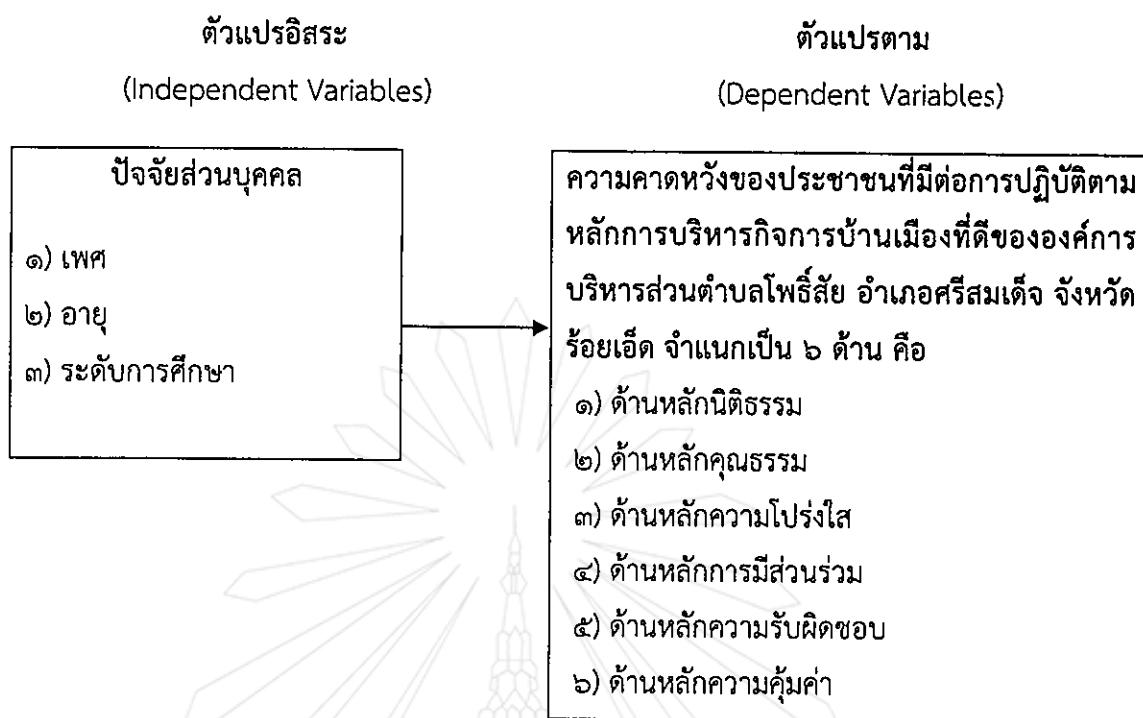 ตัวแปรอิสระ
(Independent Variables)
ปัจจัยส่วนบุคคล
๑) เพศ
๒) อายุ
๓) ระดับการศึกษา
ตัวแปรตาม
(Dependent Variables)
ความคาดหวังของประชาชนที่มีต่อการปฏิบัติตาม
หลักการบริหารกิจการบ้านเมืองที่ดีขององค์การ
บริหารส่วนตำบลโพธิ์สัย อำเภอศรีสมเด็จ จังหวัด
ร้อยเอ็ด จำแนกเป็น ๖ ด้าน คือ
๑) ด้านหลักนิติธรรม
๒) ด้านหลักคุณธรรม
๓) ด้านหลักความโปร่งใส
๔) ด้านหลักการมีส่วนร่วม
๕) ด้านหลักความรับผิดชอบ
๖) ด้านหลักความคุ้มค่า